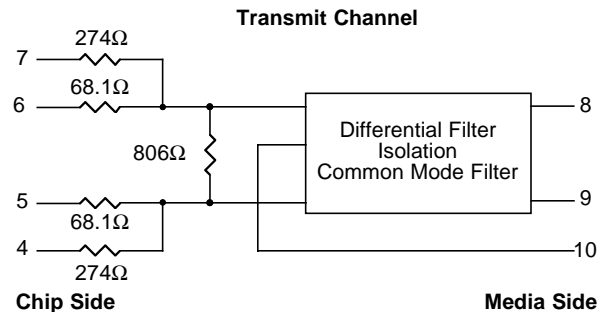 Transmit Channel
274Ω
7
68.1Ω
6
8
Differential Filter
Isolation
Common Mode Filter
806Ω
5
9
68.1Ω
4
10
274Ω
Chip Side
Media Side